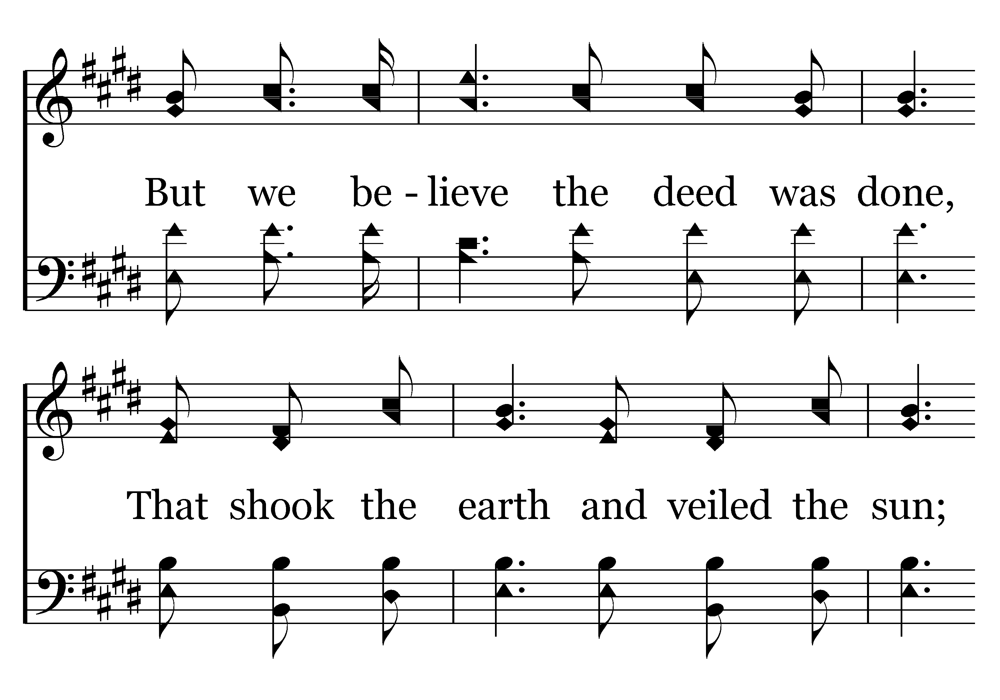 But we be - lieve the deed was done,
That shook the earth and veiled the sun;